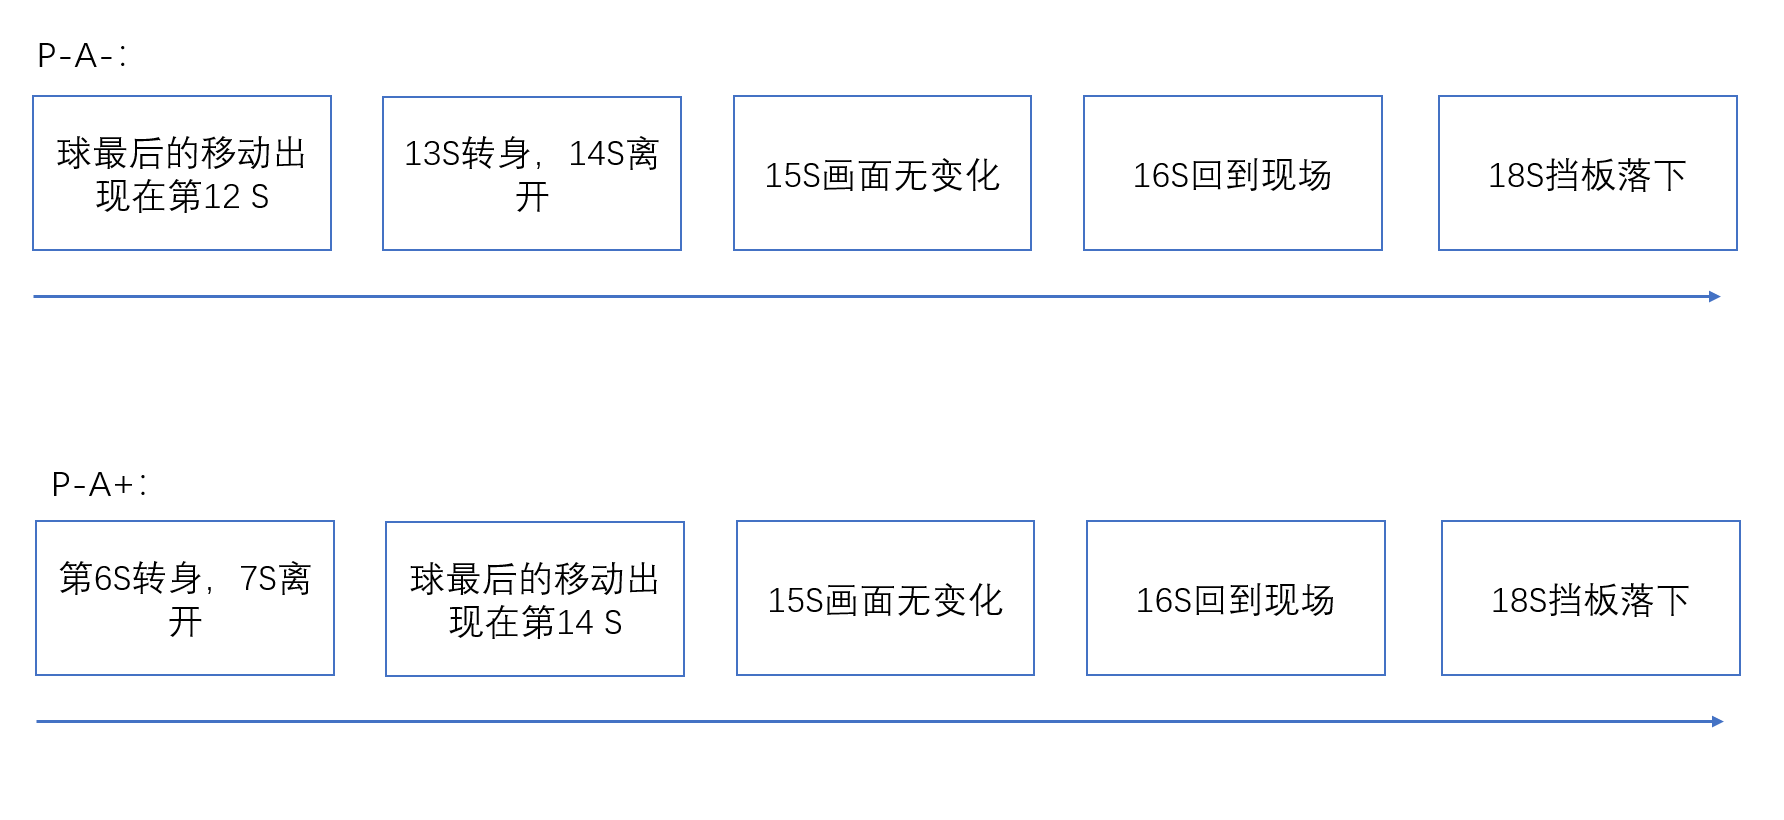 P-A-：
球最后的移动出
现在第12 S
13S转身，14S离
开
15S画面无变化
16S回到现场
18S挡板落下
P-A+：
第6S转身，7S离
开
球最后的移动出
现在第14 S
15S画面无变化
16S回到现场
18S挡板落下